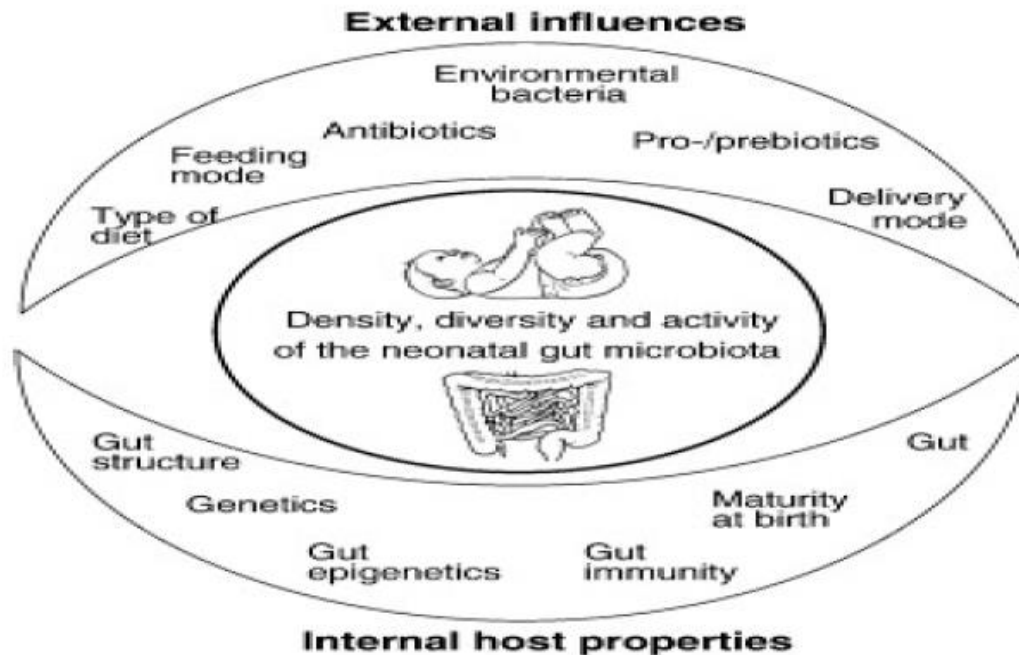 External influences
Environmental
bacteria
Antibiotics
Pro-/prebiotics
Feeding
mode
Delivery
mode
Type of
diet
Density, diversity and activity
of the neonatal gut microbiota
Gut
structure
Gut
Genetics
Maturity
at birth
Gut
epigenetics
Gut
immunity
Internal host properties